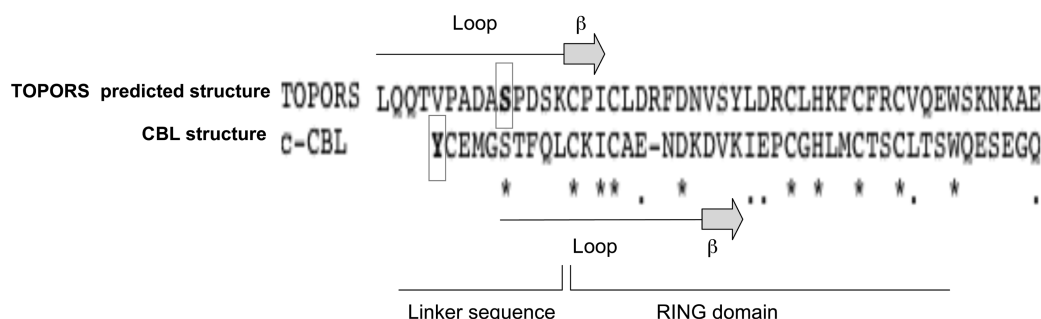 Loop β
TOPORS predicted structure TOPORS LQQTVPADASPDSKCPICLDRFDNVSYLDRCLHKFCFRCVQEWSKNKAE
CBL structure c-CBL YCEMGSTFQLCKICAE-NDKDVKIEPCGHLMCTSCLTSWQESEGQ
* * ** . * .. * * * *. * .
Loop β
Linker sequence RING domain